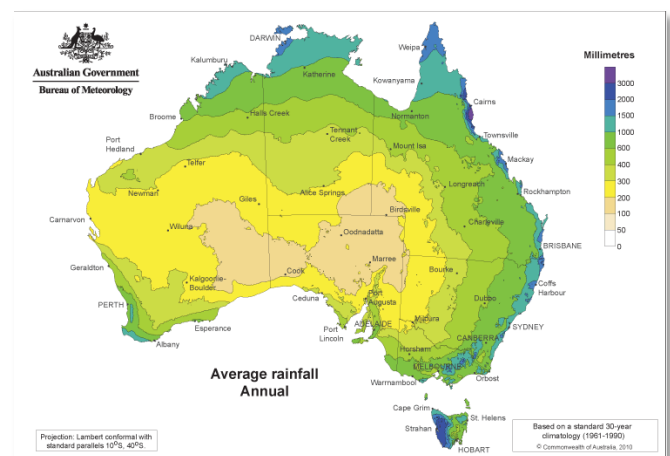 Australian Government
Bureau of Meteorology
DARWIN
Kalumburu
Katherine
Weipa
Kowanyama
Millimetres
3000
2000
1500
1000
600
400
300
200
100
50
0
Cairns
Normanton
Halls Creek
Broome
Townsville
Tennant
Creek
Port
Hedland
Mount Isa
Mackay
Telfer
Newman
Longreach
Rockhampton
Giles
Alice Springs
Carnarvon
Birdsville
Charleville
Wiluna
Oodnadatta
BRISBANE
Geraldton
Marree
Cook
Bourke
Kalgoorlie-
Boulder
Coffs
Harbour
PERTH
Ceduna
Port
Augusta
Dubbo
Esperance
Port
Lincoln
ADELAIDE
Mildura
SYDNEY
Albany
CANBERRA
Horsham
MELBOURNE
Average rainfall
Annual
Warrnambool
Orbost
Cape Grim
St. Helens
Strahan
HOBART
Projection: Lambert conformal with
standard parallels 10°S, 40°S.
Based on a standard 30-year
climatology (1961-1990)
© Commonwealth of Australia, 2010